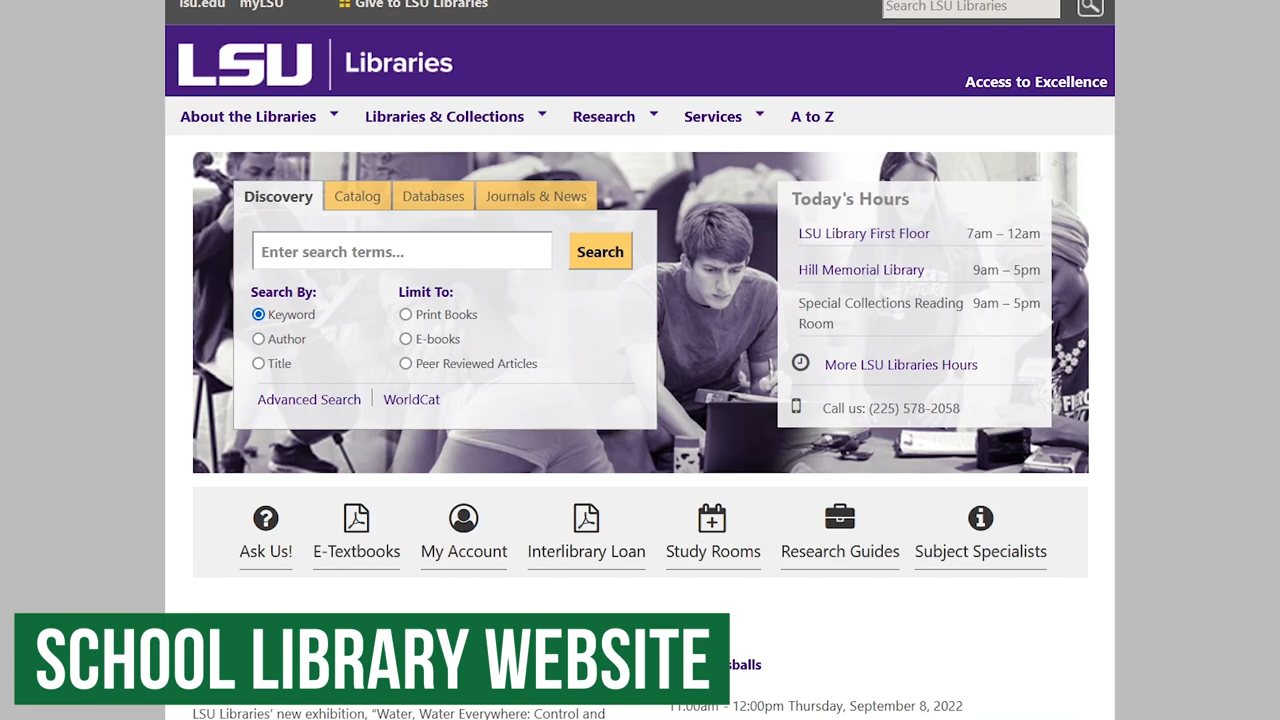 lsu.edu myLSU Give to LSU Libraries Search LSU Libraries
LSU Libraries
Access to Excellence
About the Libraries Libraries & Collections Research Services A to Z
Discovery Catalog Databases Journals & News
Enter search terms... Search
Search By: Limit To:
Keyword Print Books
Author E-books
Title Peer Reviewed Articles
Advanced Search WorldCat
Today's Hours
LSU Library First Floor 7am – 12am
Hill Memorial Library 9am – 5pm
Special Collections Reading 9am – 5pm
Room
More LSU Libraries Hours
Call us: (225) 578-2058
Ask Us! E-Textbooks My Account Interlibrary Loan Study Rooms Research Guides Subject Specialists
SCHOOL LIBRARY WEBSITE
11:00am - 12:00pm Thursday, September 8, 2022
LSU Libraries' new exhibition, "Water, Water Everywhere: Control and